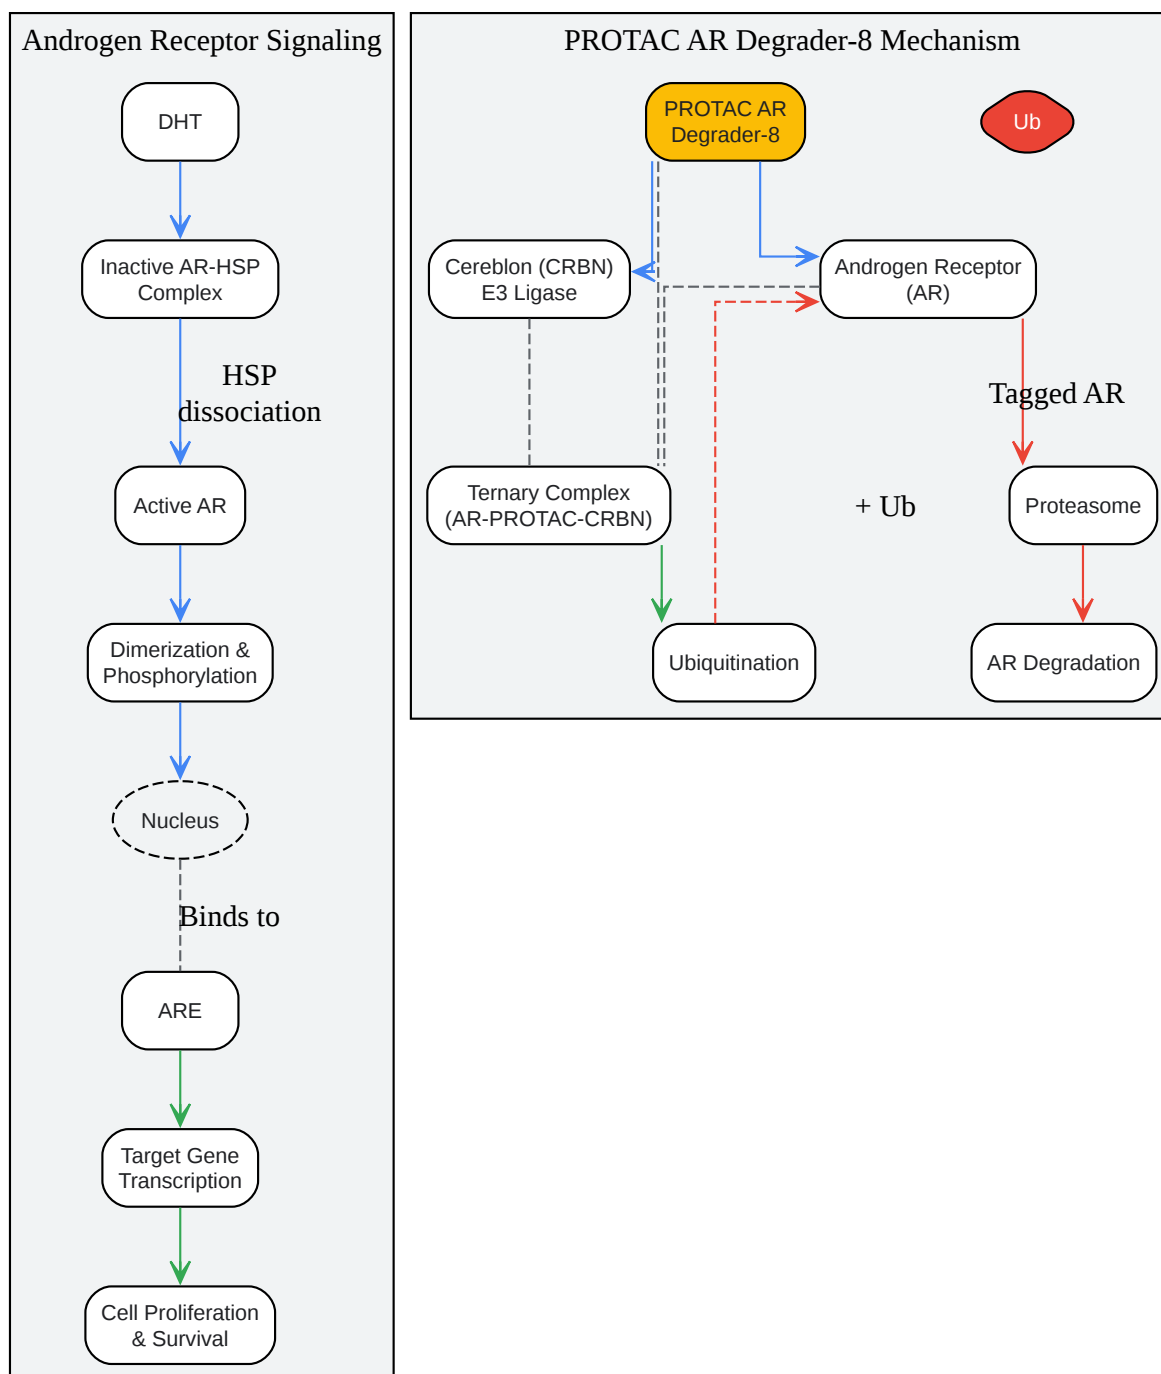 Androgen Receptor Signaling
DHT
Inactive AR-HSP
Complex
HSP
dissociation
Active AR
Dimerization &
Phosphorylation
Nucleus
Binds to
ARE
Target Gene
Transcription
Cell Proliferation
& Survival
PROTAC AR Degrader-8 Mechanism
PROTAC AR
Degrader-8
Ub
Cereblon (CRBN)
E3 Ligase
Androgen Receptor
(AR)
Tagged AR
Ternary Complex
(AR-PROTAC-CRBN)
+ Ub
Proteasome
Ubiquitination
AR Degradation